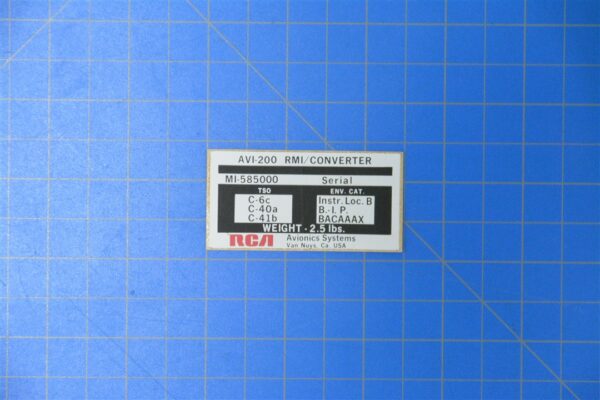 AVI-200 RMI/CONVERTER
MI-585000 Serial
TSO ENV. CAT.
C-6c Instr. Loc. B
C-40a B.- I. P.
C-41b BACAAAX
WEIGHT - 2.5 lbs.
RCA Avionics Systems
Van Nuys, Ca. USA